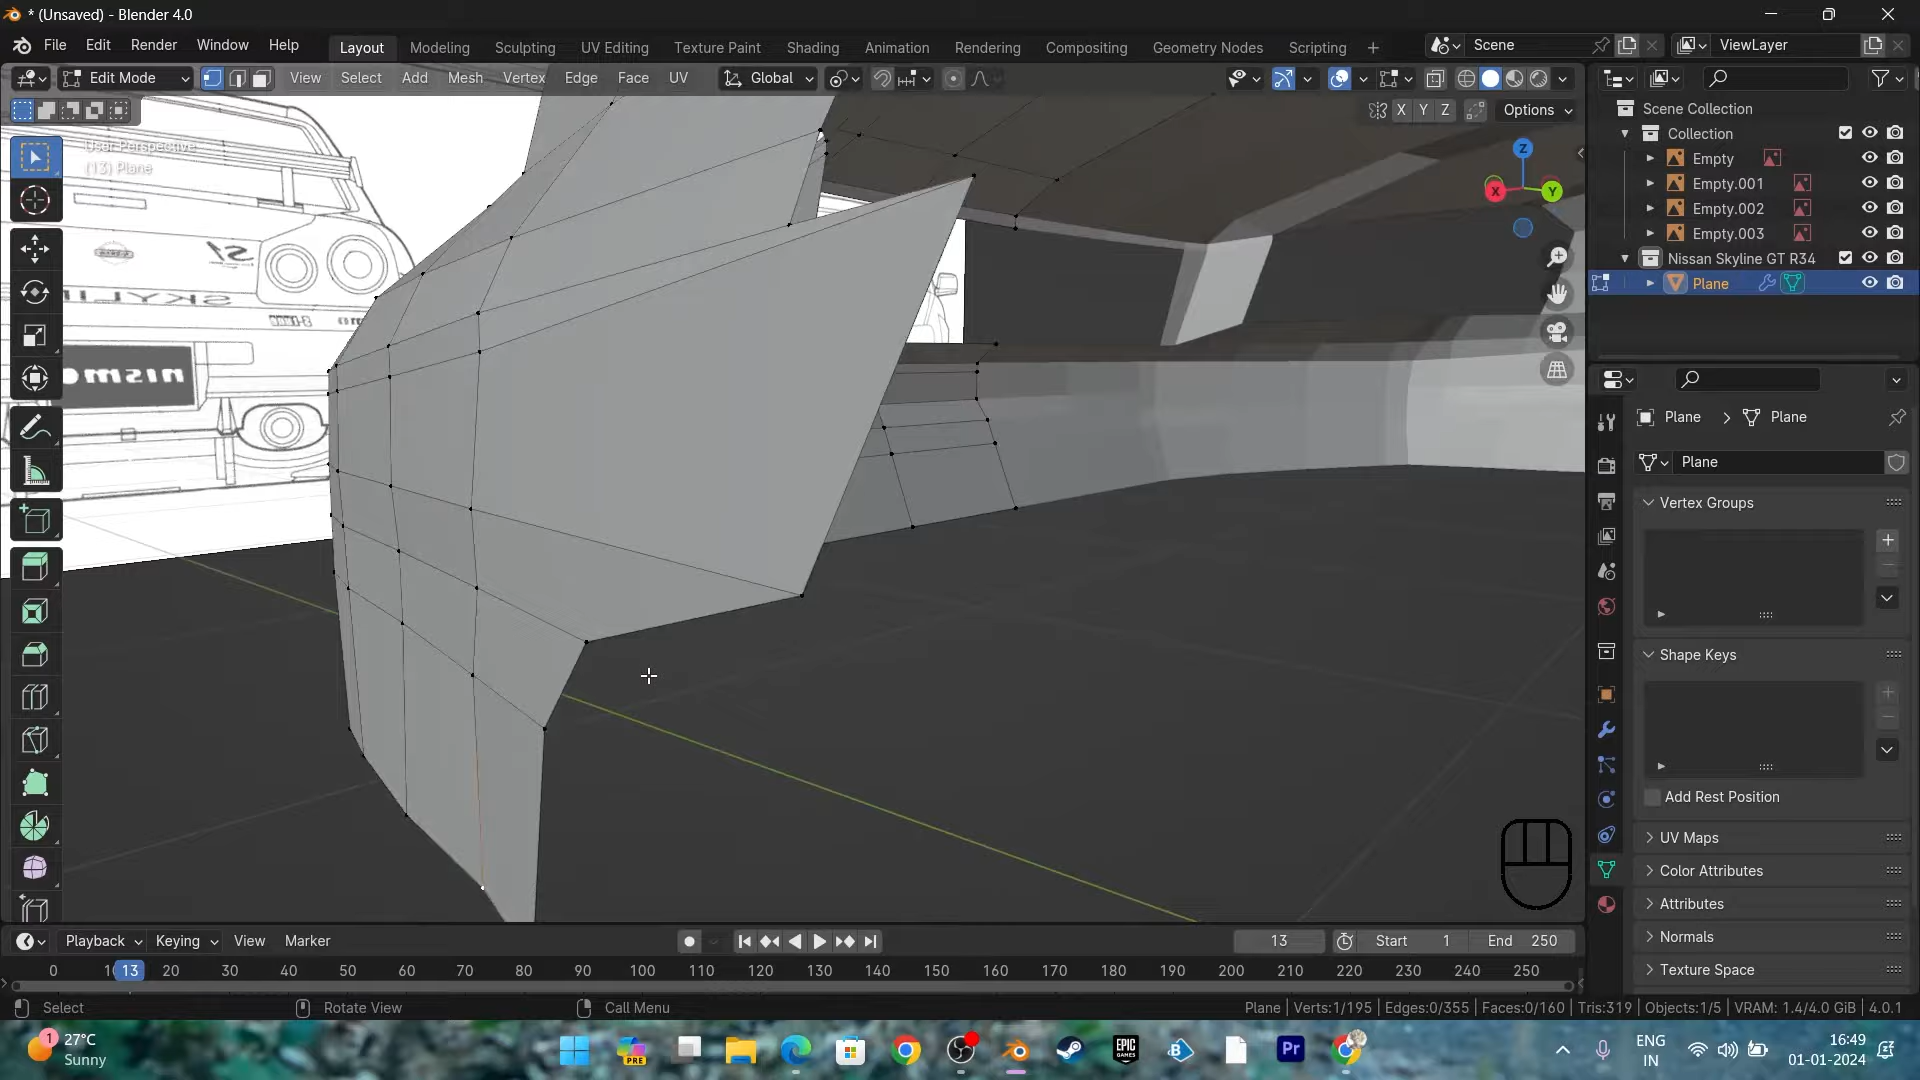 * (Unsaved) - Blender 4.0
File Edit Render Window Help
Layout Modeling Sculpting UV Editing Texture Paint Shading Animation Rendering Compositing Geometry Nodes Scripting +
Scene
ViewLayer
Edit Mode View Select Add Mesh Vertex Edge Face UV Global
X Y Z Options
User Perspective
(13) Plane
Z
X
Y
Scene Collection
Collection
Empty
Empty.001
Empty.002
Empty.003
Nissan Skyline GT R34
Plane
Plane > Plane
Plane
Vertex Groups
Shape Keys
Add Rest Position
UV Maps
Color Attributes
Attributes
Normals
Texture Space
Playback Keying View Marker
13 Start 1 End 250
0 10 13 20 30 40 50 60 70 80 90 100 110 120 130 140 150 160 170 180 190 200 210 220 230 240 250
Select Rotate View Call Menu
Plane | Verts:1/195 | Edges:0/355 | Faces:0/160 | Tris:319 | Objects:1/5 | VRAM: 1.4/4.0 GiB | 4.0.1
1
27°C
Sunny
PRE
EPIC GAMES
Pr
ENG
IN
16:49
01-01-2024